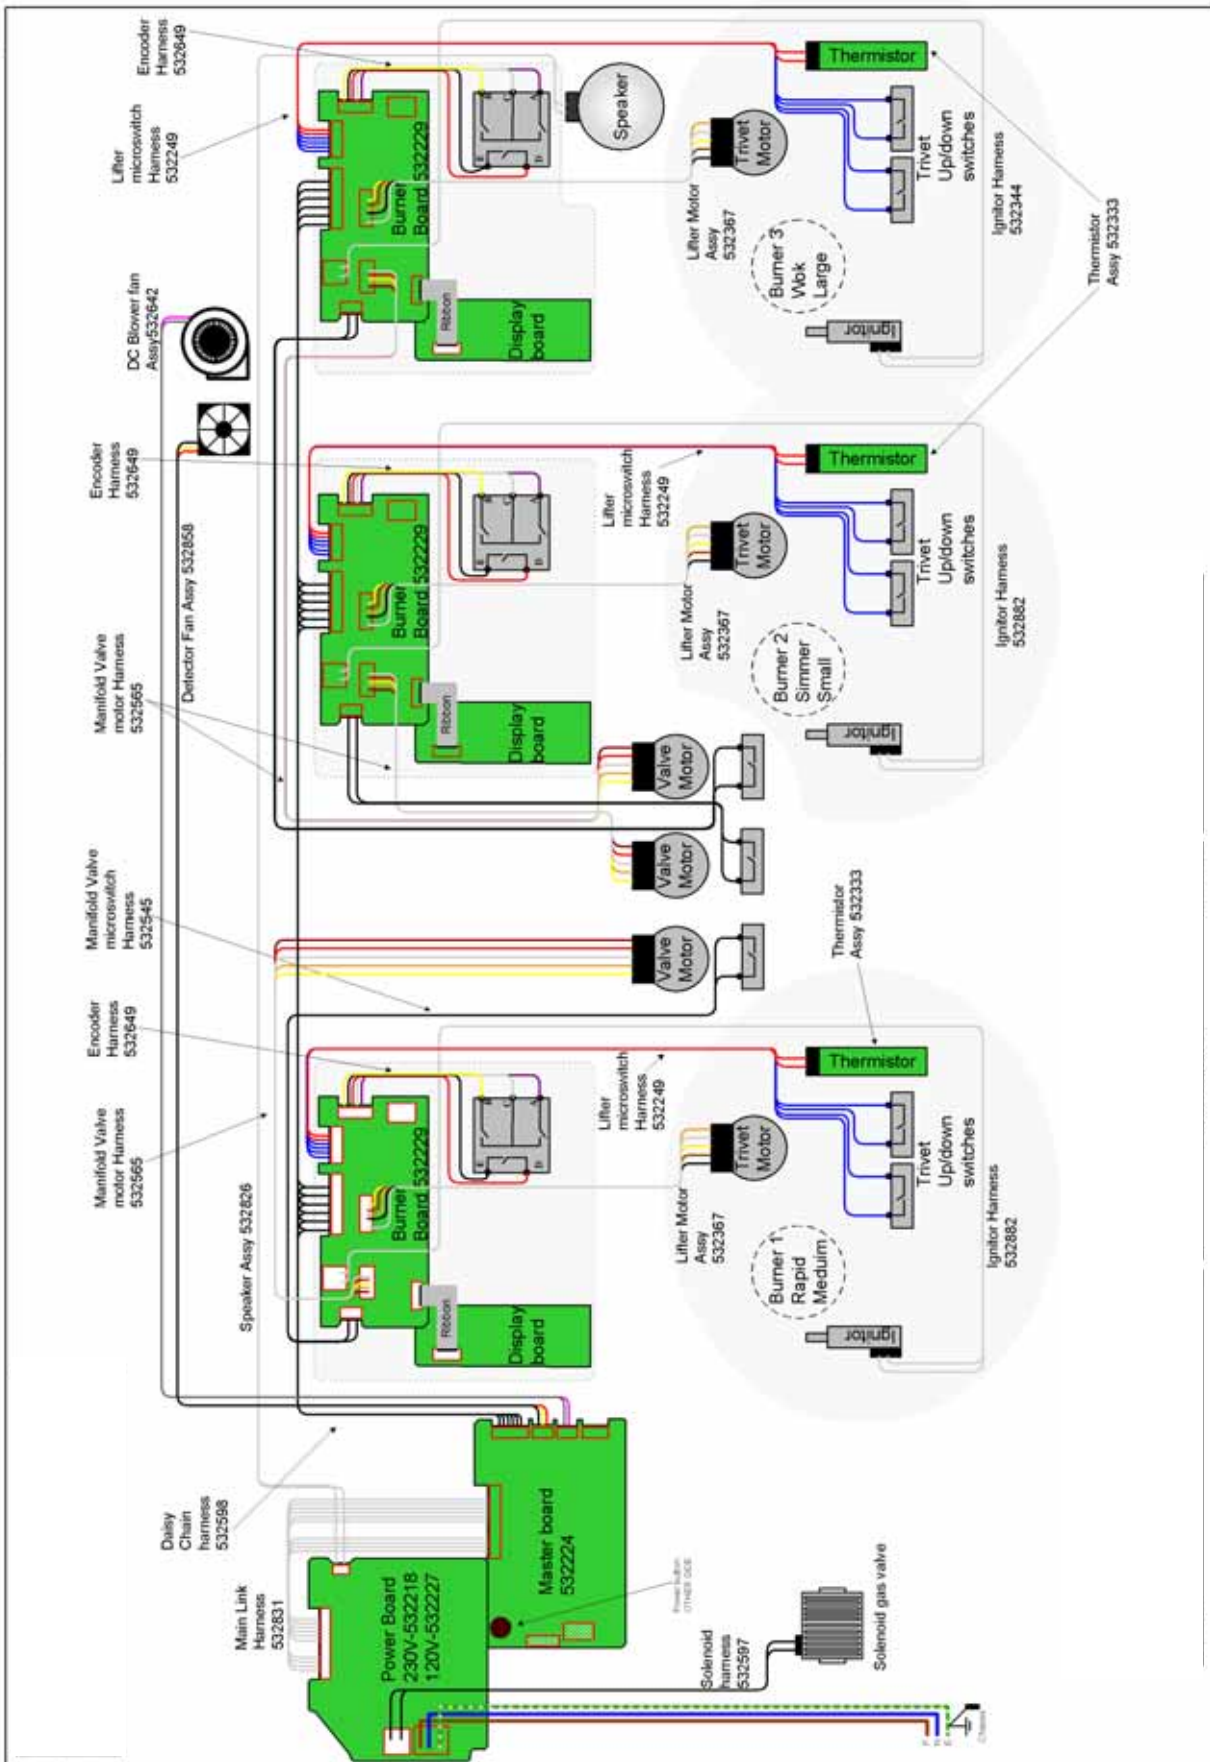 Encoder
Harness
532649
Lifter
microswitch
Harness
532249
DC Blower fan
Assy532642
Encoder
Harness
532649
Detector Fan Assy 532858
Manifold Valve
motor Harness
532565
Manifold Valve
microswitch
Harness
532545
Encoder
Harness
532649
Manifold Valve
motor Harness
532565
Speaker Assy 532826
Daisy
Chain
harness
532598
Main Link
Harness
532831
Burner
Board 532229
Ribbon
Display
board
Speaker
Trivet
Motor
Lifter Motor
Assy
532367
Thermistor
Trivet
Up/down
switches
Burner 3
Wok
Large
Ignitor
Ignitor Harness
532344
Thermistor
Assy 532333
Burner
Board 532229
Ribbon
Display
board
Lifter
microswitch
Harness
532249
Trivet
Motor
Lifter Motor
Assy
532367
Thermistor
Trivet
Up/down
switches
Burner 2
Simmer
Small
Ignitor
Ignitor Harness
532882
Valve
Motor
Valve
Motor
Valve
Motor
Thermistor
Assy 532333
Burner
Board 532229
Ribbon
Display
board
Lifter
microswitch
Harness
532249
Trivet
Motor
Lifter Motor
Assy
532367
Thermistor
Trivet
Up/down
switches
Burner 1
Rapid
Meduim
Ignitor
Ignitor Harness
532882
Master board
532224
Power Board
230V-532218
120V-532227
Power button
OTHER SIDE
Solenoid
harness
532597
Solenoid gas valve
P
N
E
Chassis